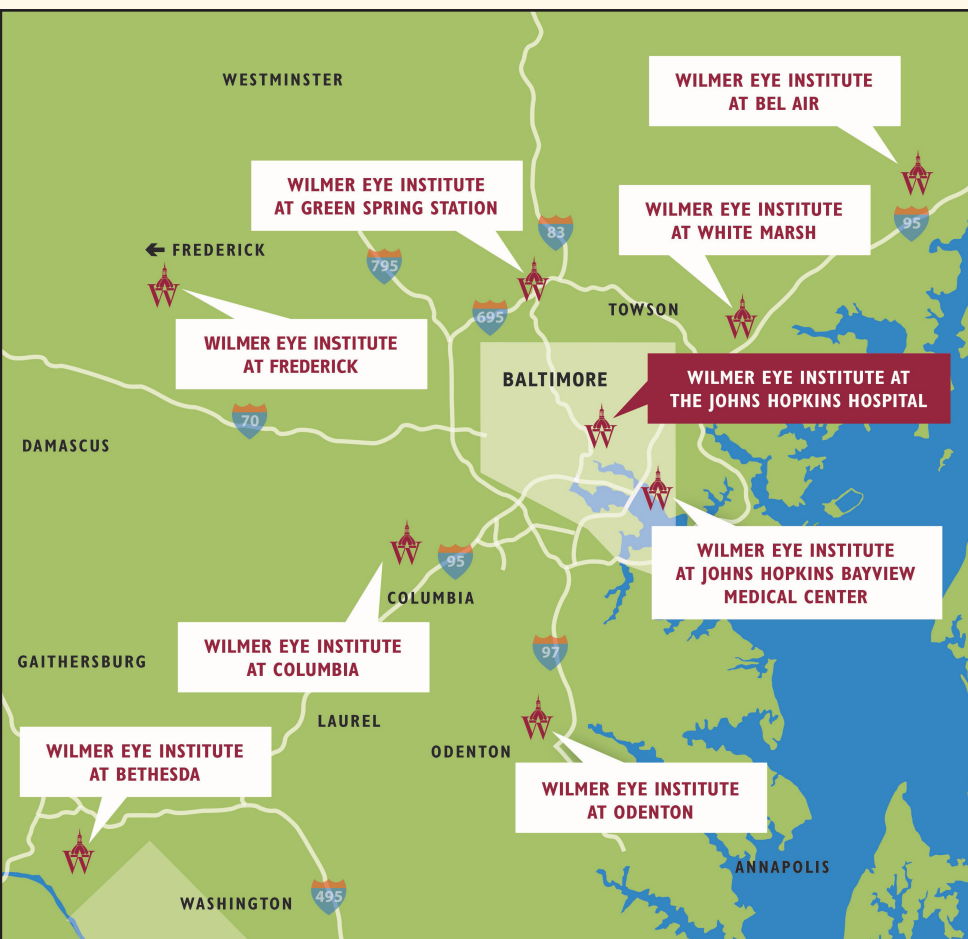 WESTMINSTER
WILMER EYE INSTITUTE
AT BEL AIR
W
WILMER EYE INSTITUTE
AT GREEN SPRING STATION
WILMER EYE INSTITUTE
AT WHITE MARSH
95
83
← FREDERICK
795
W
W
695
TOWSON
W
WILMER EYE INSTITUTE
AT FREDERICK
BALTIMORE
WILMER EYE INSTITUTE AT
THE JOHNS HOPKINS HOSPITAL
70
W
DAMASCUS
W
W
95
WILMER EYE INSTITUTE
AT JOHNS HOPKINS BAYVIEW
MEDICAL CENTER
COLUMBIA
WILMER EYE INSTITUTE
AT COLUMBIA
GAITHERSBURG
97
LAUREL
W
ODENTON
WILMER EYE INSTITUTE
AT BETHESDA
WILMER EYE INSTITUTE
AT ODENTON
W
ANNAPOLIS
WASHINGTON
495